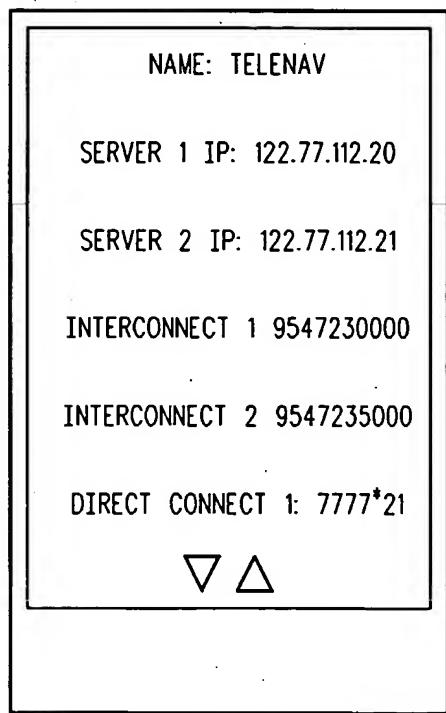 NAME: TELENAV
SERVER 1 IP: 122.77.112.20
SERVER 2 IP: 122.77.112.21
INTERCONNECT 1 9547230000
INTERCONNECT 2 9547235000
DIRECT CONNECT 1: 7777*21